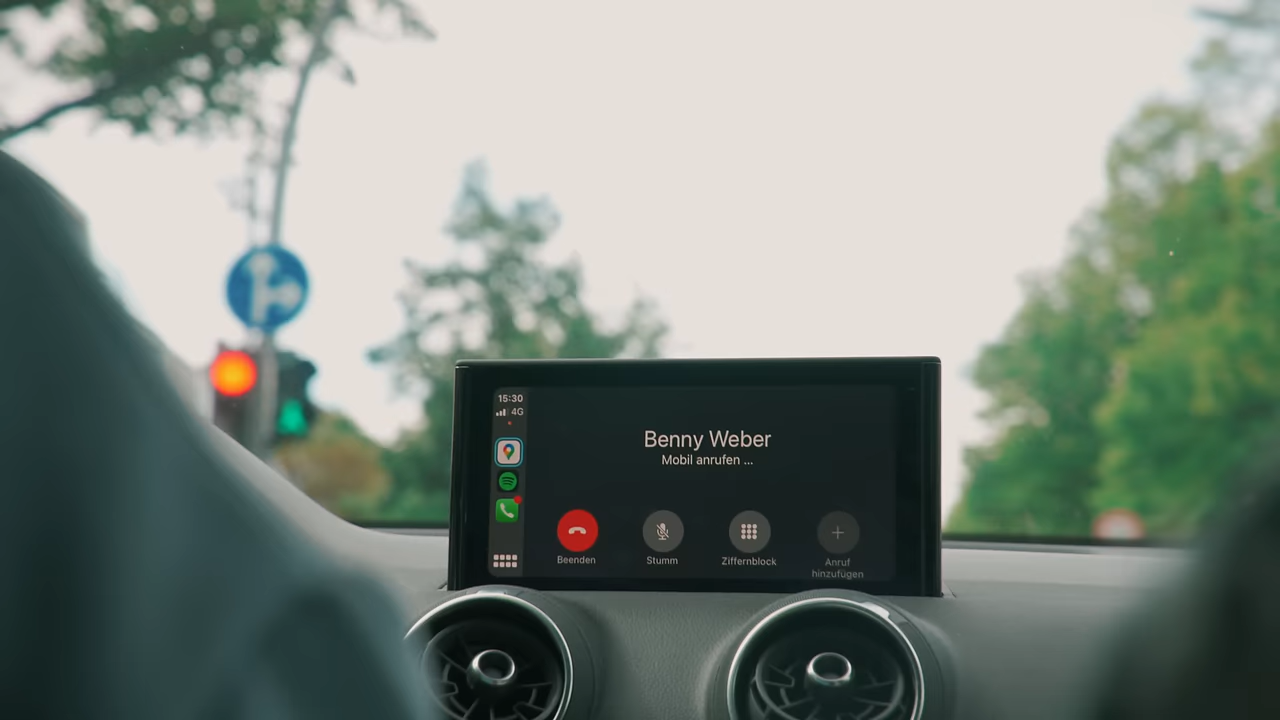 15:30
4G
Benny Weber
Mobil anrufen ...
Beenden
Stumm
Ziffernblock
Anruf
hinzufügen